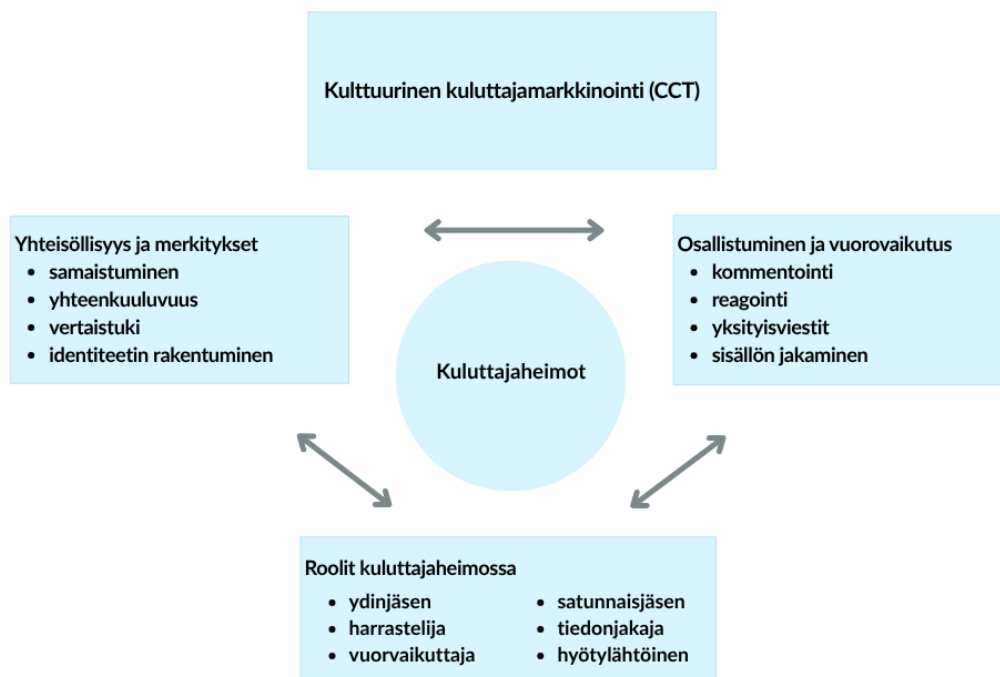 Kulttuurinen kuluttajamarkkinointi (CCT)
Yhteisöllisyys ja merkitykset
• samaistuminen
• yhteenkuuluvuus
• vertaistuki
• identiteetin rakentuminen
Osallistuminen ja vuorovaikutus
• kommentointi
• reagointi
• yksityisviestit
• sisällön jakaminen
Kuluttajaheimot
Roolit kuluttajaheimossa
• ydinjäsen
• harrastelija
• vuorvaikuttaja
• satunnaisjäsen
• tiedonjakaja
• hyötylähtöinen